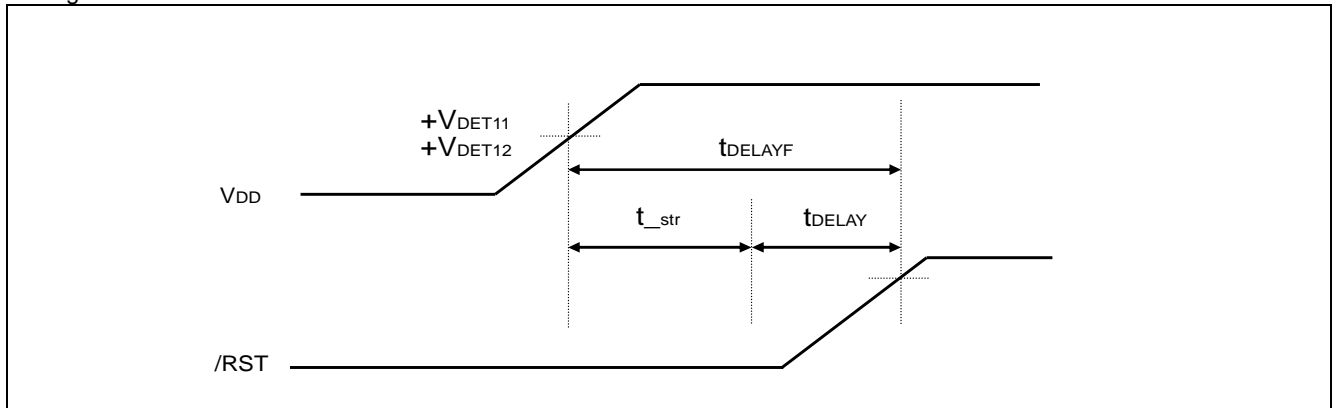 +VDET11
+VDET12
tDELAYF
VDD
t_str
tDELAY
/RST